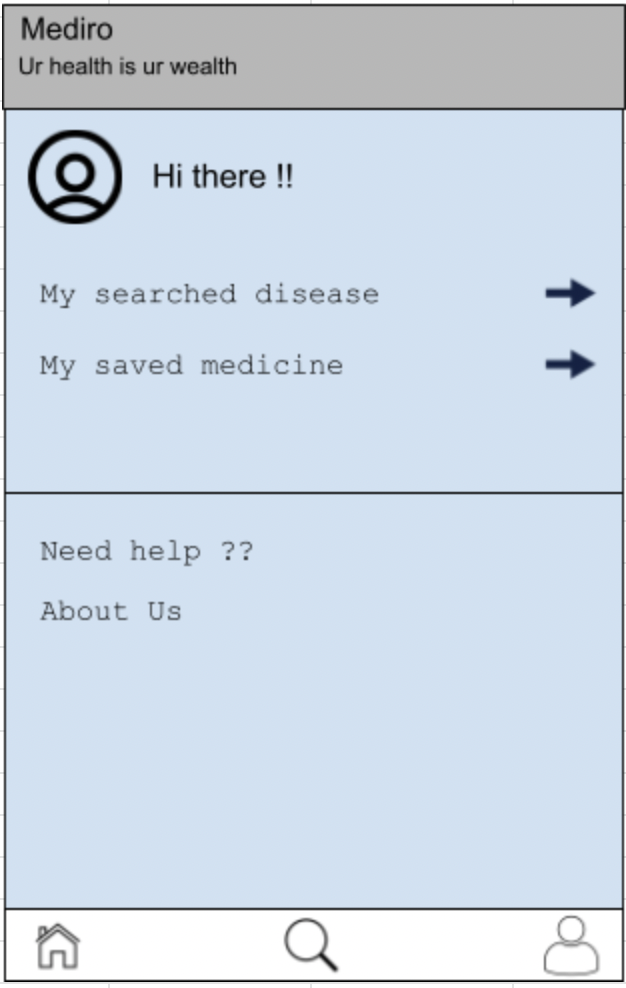 Mediro
Ur health is ur wealth
Hi there !!
My searched disease
My saved medicine
Need help ??
About Us